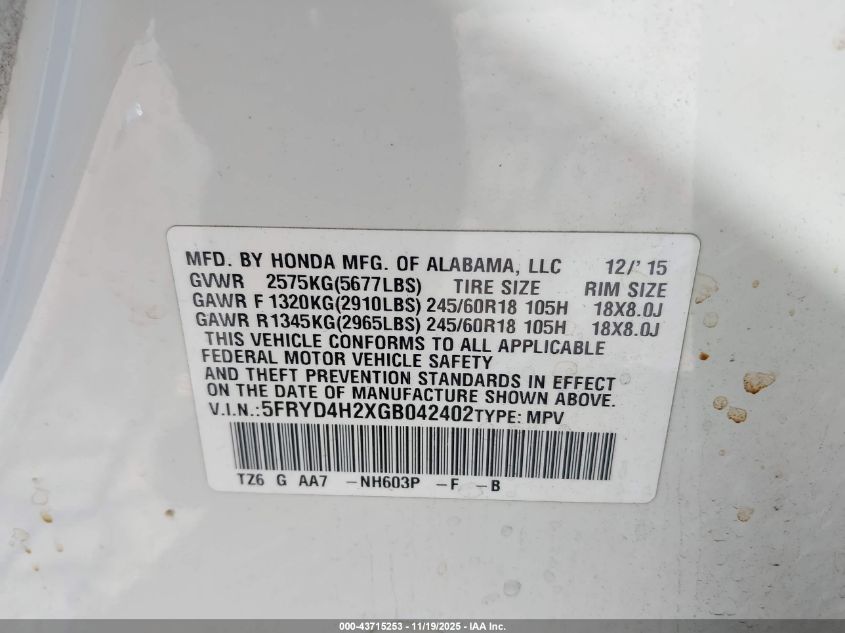 MFD. BY HONDA MFG. OF ALABAMA, LLC 12/' 15
GVWR 2575KG(5677LBS) TIRE SIZE RIM SIZE
GAWR F 1320KG(2910LBS) 245/60R18 105H 18X8.0J
GAWR R1345KG(2965LBS) 245/60R18 105H 18X8.0J
THIS VEHICLE CONFORMS TO ALL APPLICABLE
FEDERAL MOTOR VEHICLE SAFETY
AND THEFT PREVENTION STANDARDS IN EFFECT
ON THE DATE OF MANUFACTURE SHOWN ABOVE.
V.I.N.:5FRYD4H2XGB042402TYPE: MPV
TZ6 G AA7 -NH603P -F -B
000-43715253 - 11/19/2025 - IAA Inc.